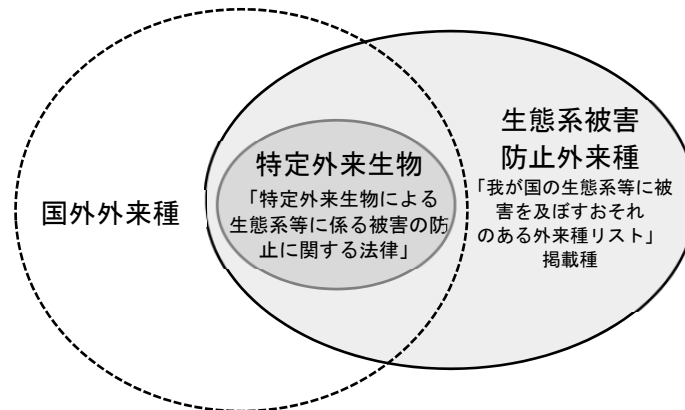 国外外来種
特定外来生物
「特定外来生物による
生態系等に係る被害の防
止に関する法律」
生態系被害
防止外来種
「我が国の生態系等に被
害を及ぼすおそれ
のある外来種リスト」
掲載種